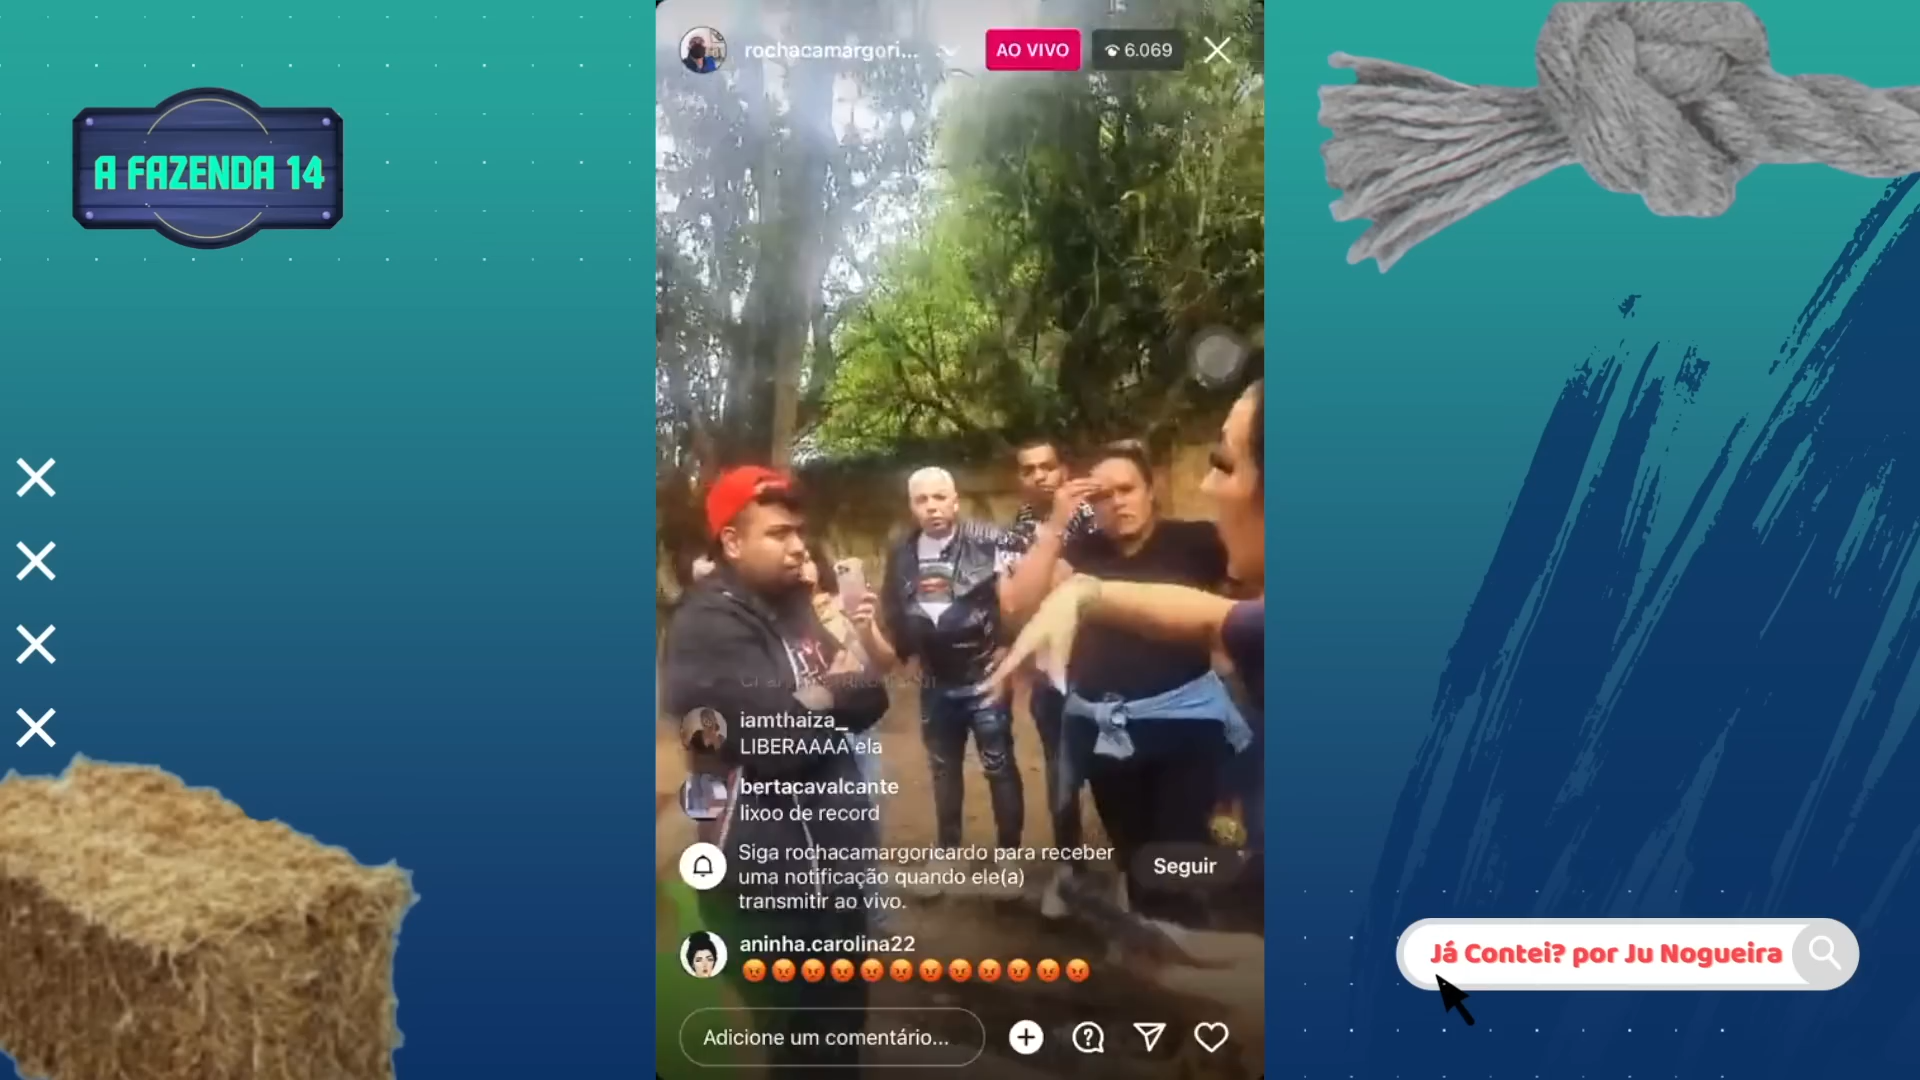 A FAZENDA 14
rochacamargori...
AO VIVO
6.069
iamthaiza_
LIBERAAAA ela
bertacavalcante
lixoo de record
Siga rochacamargoricardo para receber
uma notificação quando ele(a)
transmitir ao vivo.
Seguir
aninha.carolina22
😡😡😡😡😡😡😡😡😡😡😡😡
Adicione um comentário...
Já Contei? por Ju Nogueira